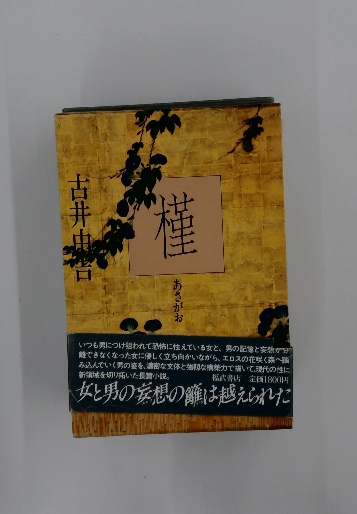 古井由吉
槿
あさがお
いつも男につけ狙われて恐怖に怯えている女と、男の記憶と妄想が分
離できなくなった女に優しく立ち向かいながら、エロスの花咲く森へ踏
み込んでいく男の姿を、濃密な文体と強靭な構築力で描いて、現代の性に
新領域を切り拓いた長篇小説。
福武書店 定価1800円
女と男の妄想の籬は越えられた